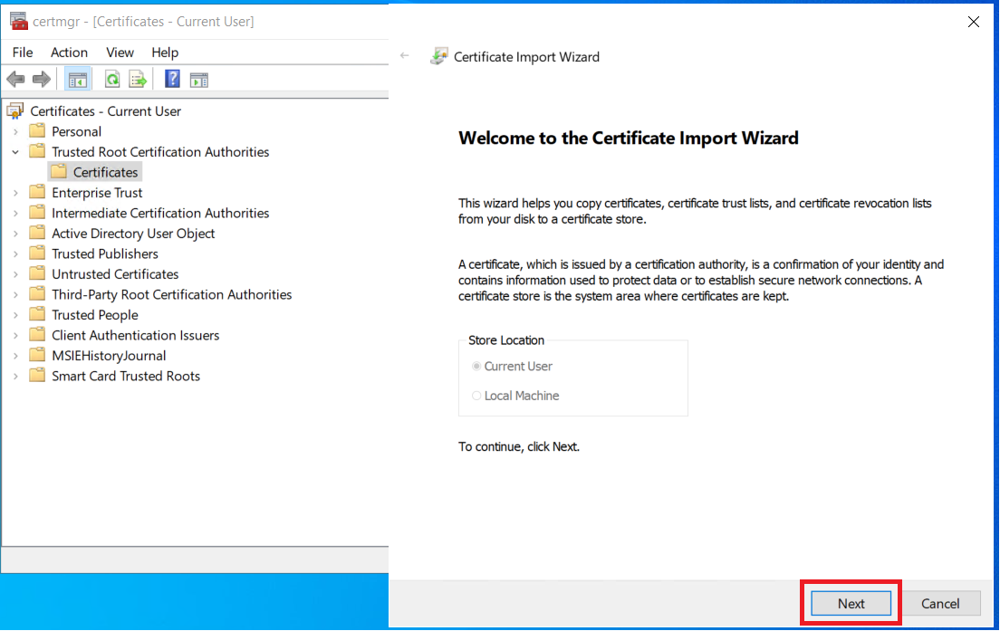 certmgr - [Certificates - Current User]
File Action View Help
Certificates - Current User
Personal
Trusted Root Certification Authorities
Certificates
Enterprise Trust
Intermediate Certification Authorities
Active Directory User Object
Trusted Publishers
Untrusted Certificates
Third-Party Root Certification Authorities
Trusted People
Client Authentication Issuers
MSIEHistoryJournal
Smart Card Trusted Roots
Certificate Import Wizard
Welcome to the Certificate Import Wizard
This wizard helps you copy certificates, certificate trust lists, and certificate revocation lists
from your disk to a certificate store.
A certificate, which is issued by a certification authority, is a confirmation of your identity and
contains information used to protect data or to establish secure network connections. A
certificate store is the system area where certificates are kept.
Store Location
Current User
Local Machine
To continue, click Next.
Next Cancel